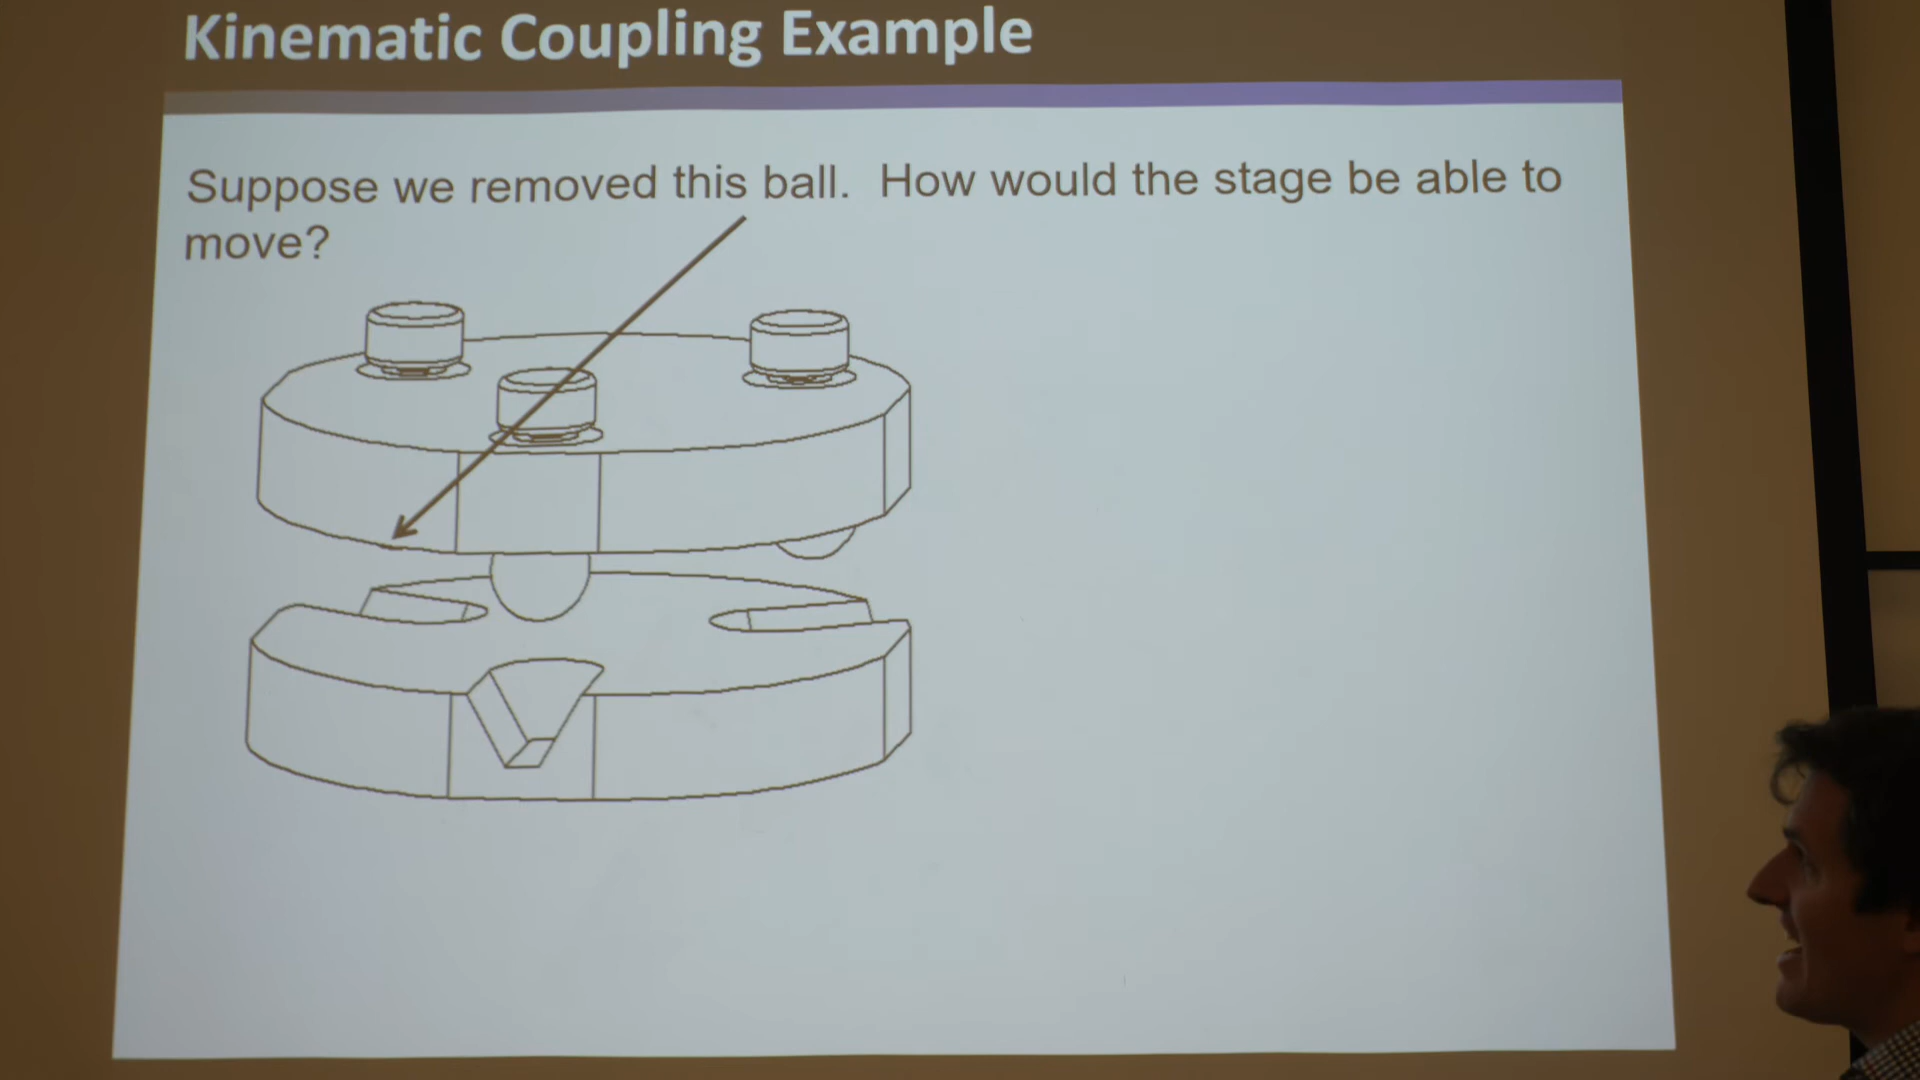 Kinematic Coupling Example
Suppose we removed this ball. How would the stage be able to
move?